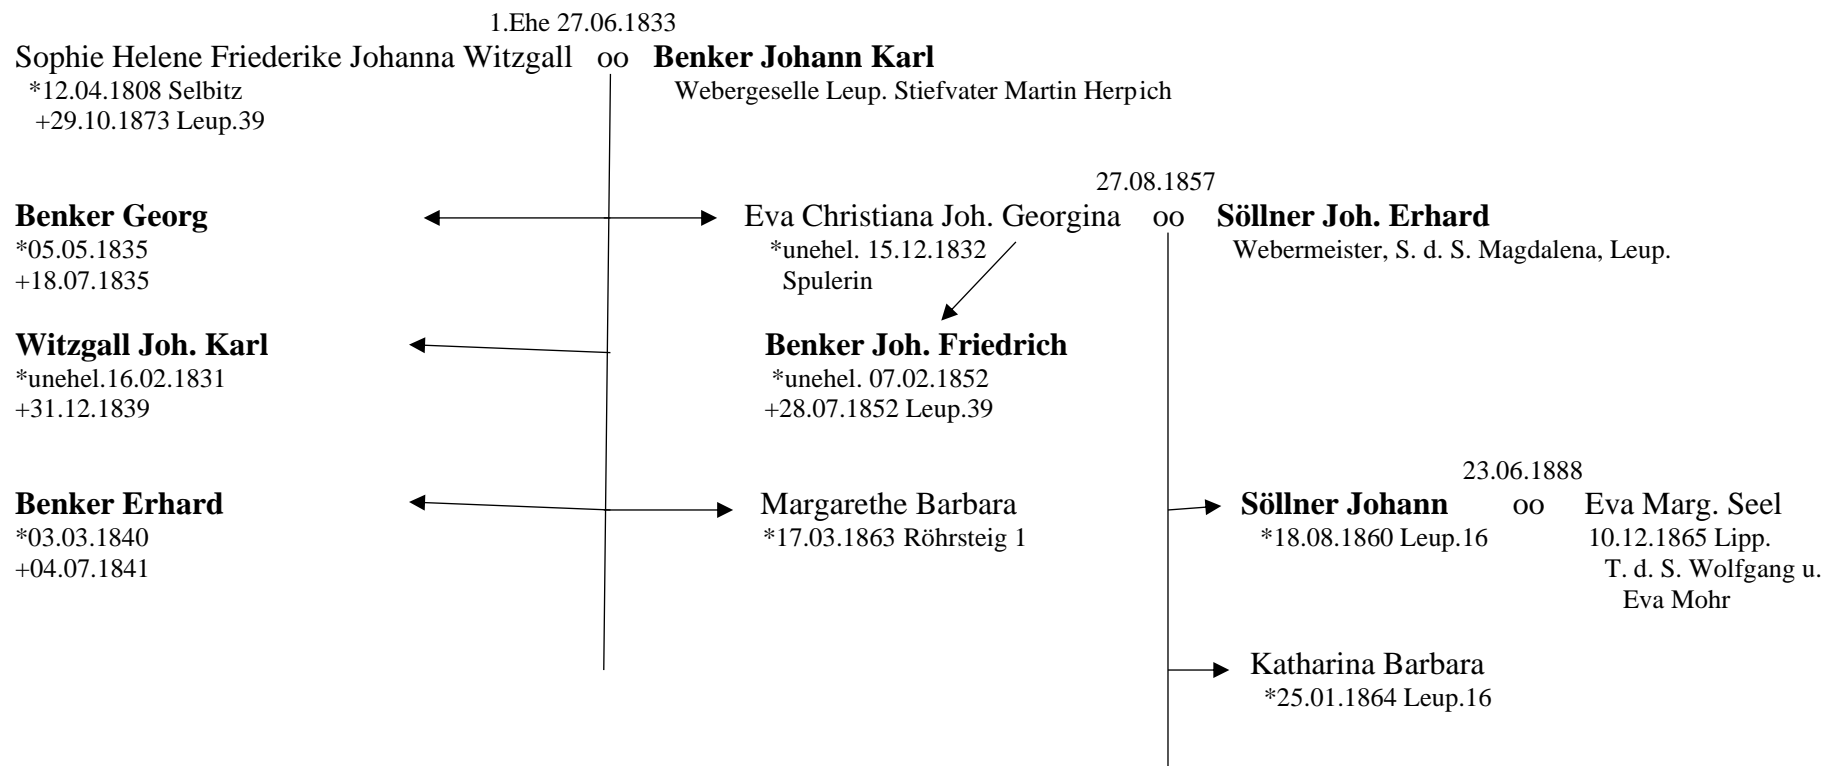 1.Ehe 27.06.1833
Sophie Helene Friederike Johanna Witzgall oo Benker Johann Karl
*12.04.1808 Selbitz Webergeselle Leup. Stiefvater Martin Herpich
+29.10.1873 Leup.39
27.08.1857
Benker Georg Eva Christiana Joh. Georgina oo Söllner Joh. Erhard
*05.05.1835 *unehel. 15.12.1832 Webermeister, S. d. S. Magdalena, Leup.
+18.07.1835 Spulerin
Witzgall Joh. Karl Benker Joh. Friedrich
*unehel.16.02.1831 *unehel. 07.02.1852
+31.12.1839 +28.07.1852 Leup.39
23.06.1888
Benker Erhard Margarethe Barbara Söllner Johann oo Eva Marg. Seel
*03.03.1840 *17.03.1863 Röhrsteig 1 *18.08.1860 Leup.16 10.12.1865 Lipp.
+04.07.1841 T. d. S. Wolfgang u.
Eva Mohr
Katharina Barbara
*25.01.1864 Leup.16